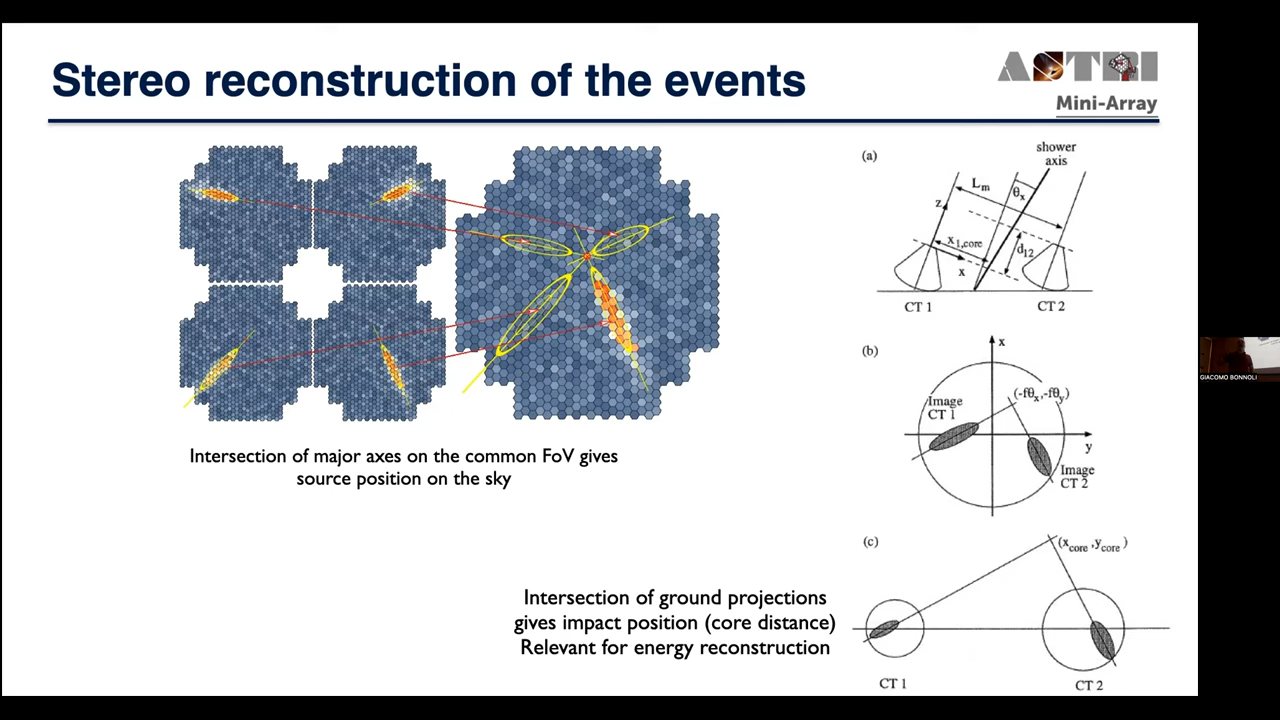 Stereo reconstruction of the events
ASTRI
Mini-Array
Intersection of major axes on the common FoV gives
source position on the sky
Intersection of ground projections
gives impact position (core distance)
Relevant for energy reconstruction
(a)
shower
axis
L_m
θ_x
z
x_1,core
d_12
x
CT 1
CT 2
(b)
x
(-fθ_x,-fθ_y)
Image
CT 1
y
Image
CT 2
(c)
(x_core ,y_core )
CT 1
CT 2
GIACOMO BONNOLI